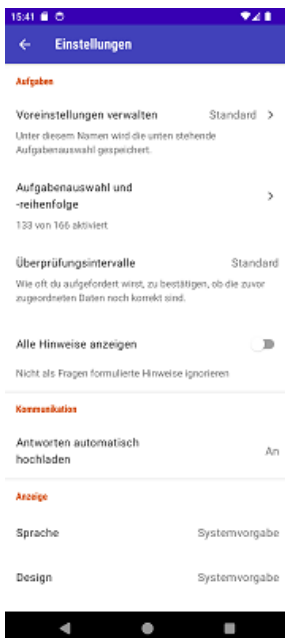 15:41
Einstellungen
Aufgaben
Voreinstellungen verwalten Standard
Unter diesem Namen wird die unten stehende
Aufgabenauswahl gespeichert.
Aufgabenauswahl und
-reihenfolge
133 von 166 aktiviert
Überprüfungsintervalle Standard
Wie oft du aufgefordert wirst, zu bestätigen, ob die zuvor
zugeordneten Daten noch korrekt sind.
Alle Hinweise anzeigen
Nicht als Fragen formulierte Hinweise ignorieren
Kommunikation
Antworten automatisch
hochladen An
Anzeige
Sprache Systemvorgabe
Design Systemvorgabe